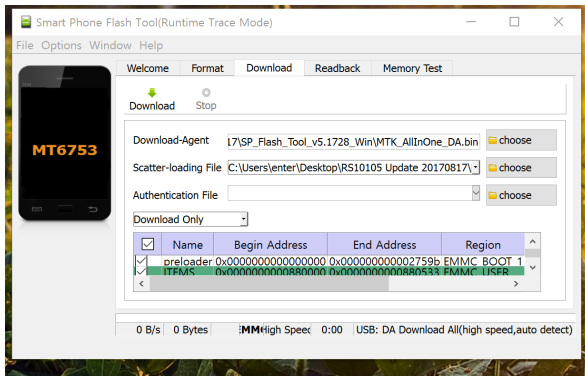 Smart Phone Flash Tool(Runtime Trace Mode)
File Options Window Help
Welcome Format Download Readback Memory Test
Download Stop
MT6753
Download-Agent 17\SP_Flash_Tool_v5.1728_Win\MTK_AllInOne_DA.bin choose
Scatter-loading File C:\Users\enter\Desktop\RS10105 Update 20170817\ choose
Authentication File choose
Download Only
Name Begin Address End Address Region
preloader 0x0000000000000000 0x000000000002759b EMMC_BOOT_1
ITEMS 0x0000000000880000 0x0000000000880533 EMMC_USER
0 B/s 0 Bytes EMMC High Speed 0:00 USB: DA Download All(high speed,auto detect)